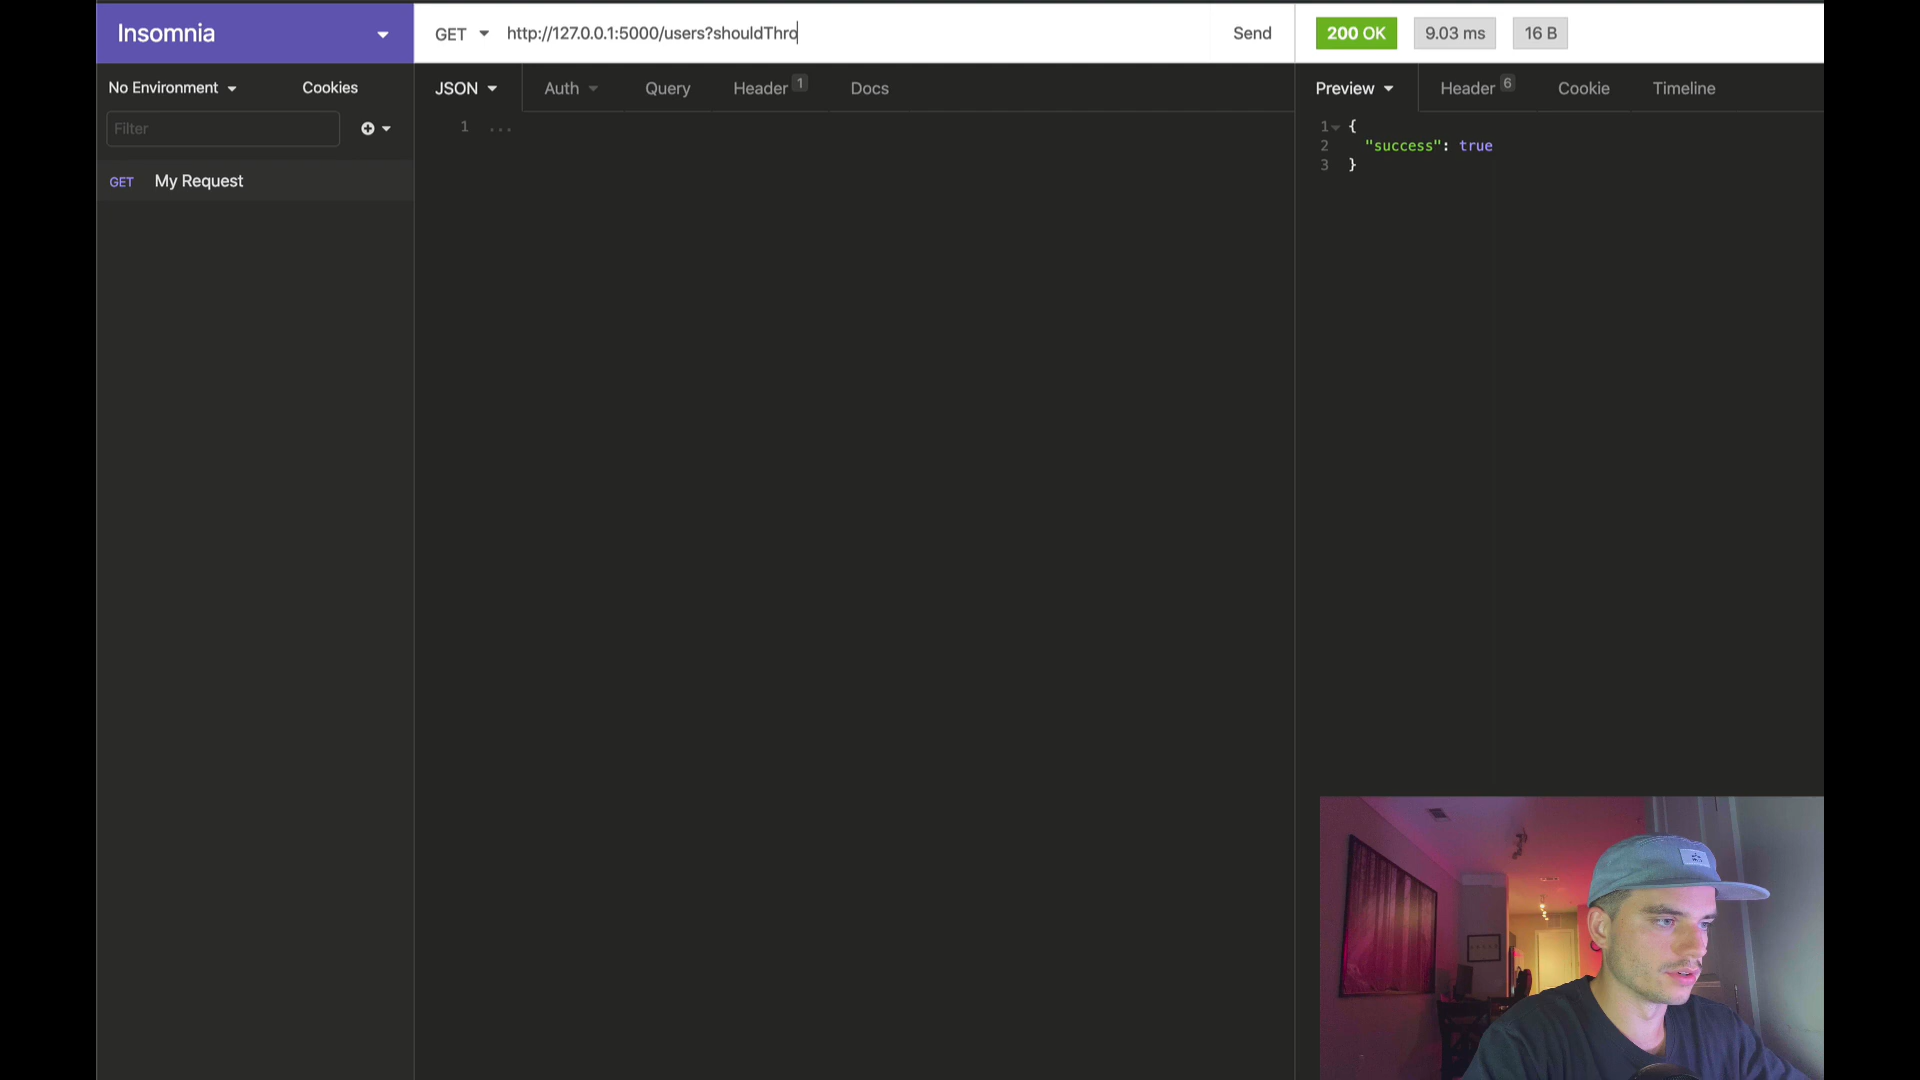 Insomnia
GET http://127.0.0.1:5000/users?shouldThro Send
200 OK 9.03 ms 16 B
No Environment Cookies
JSON Auth Query Header 1 Docs
Preview Header 6 Cookie Timeline
Filter
1 ...
1 {
2 "success": true
3 }
GET My Request